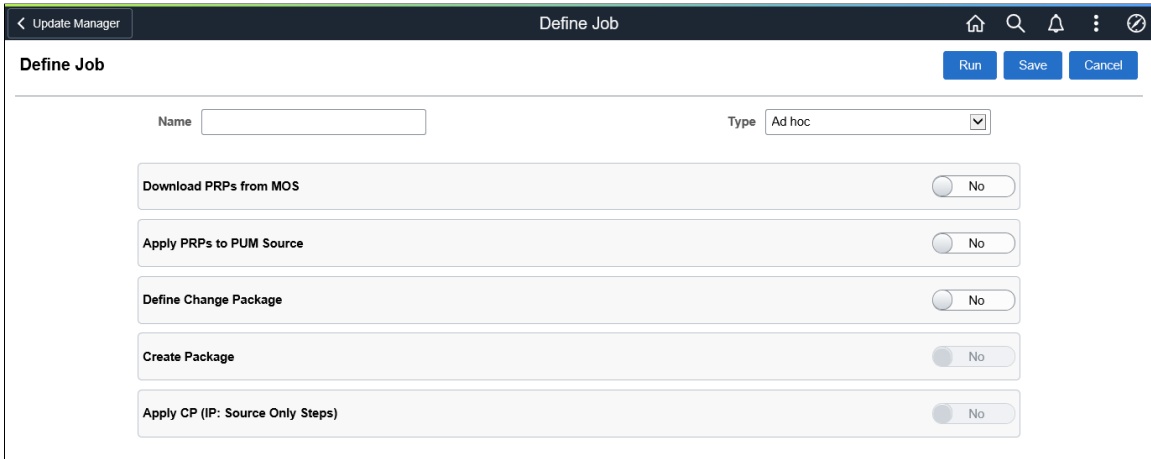 Update Manager
Define Job
Define Job
Run Save Cancel
Name
Type Ad hoc
Download PRPs from MOS No
Apply PRPs to PUM Source No
Define Change Package No
Create Package No
Apply CP (IP: Source Only Steps) No